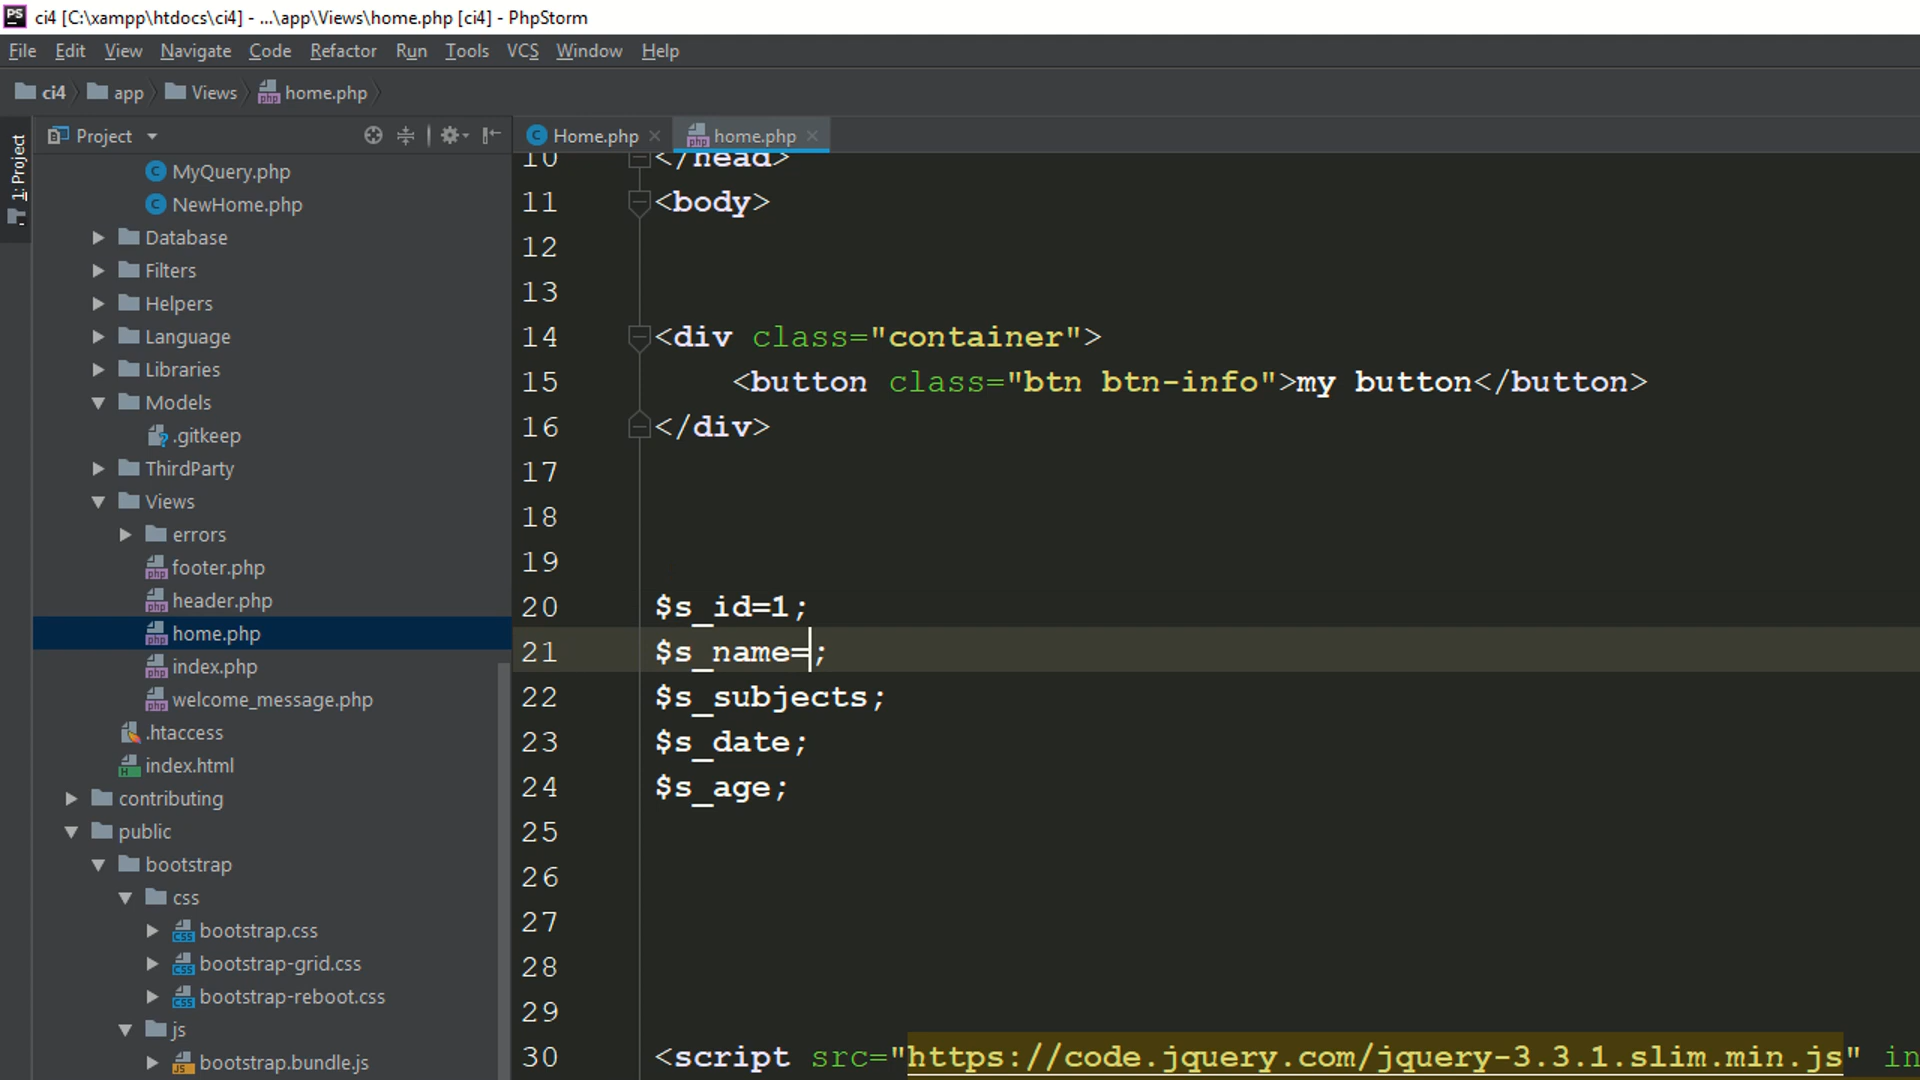 PS ci4 [C:\xampp\htdocs\ci4] - ...\app\Views\home.php [ci4] - PhpStorm
File Edit View Navigate Code Refactor Run Tools VCS Window Help
ci4 app Views home.php
1: Project
Project
MyQuery.php
NewHome.php
Database
Filters
Helpers
Language
Libraries
Models
.gitkeep
ThirdParty
Views
errors
footer.php
header.php
home.php
index.php
welcome_message.php
.htaccess
index.html
contributing
public
bootstrap
css
bootstrap.css
bootstrap-grid.css
bootstrap-reboot.css
js
bootstrap.bundle.js
Home.php home.php
10 </head>
11 <body>
12
13
14 <div class="container">
15 <button class="btn btn-info">my button</button>
16 </div>
17
18
19
20 $s_id=1;
21 $s_name=;
22 $s_subjects;
23 $s_date;
24 $s_age;
25
26
27
28
29
30 <script src="https://code.jquery.com/jquery-3.3.1.slim.min.js" in